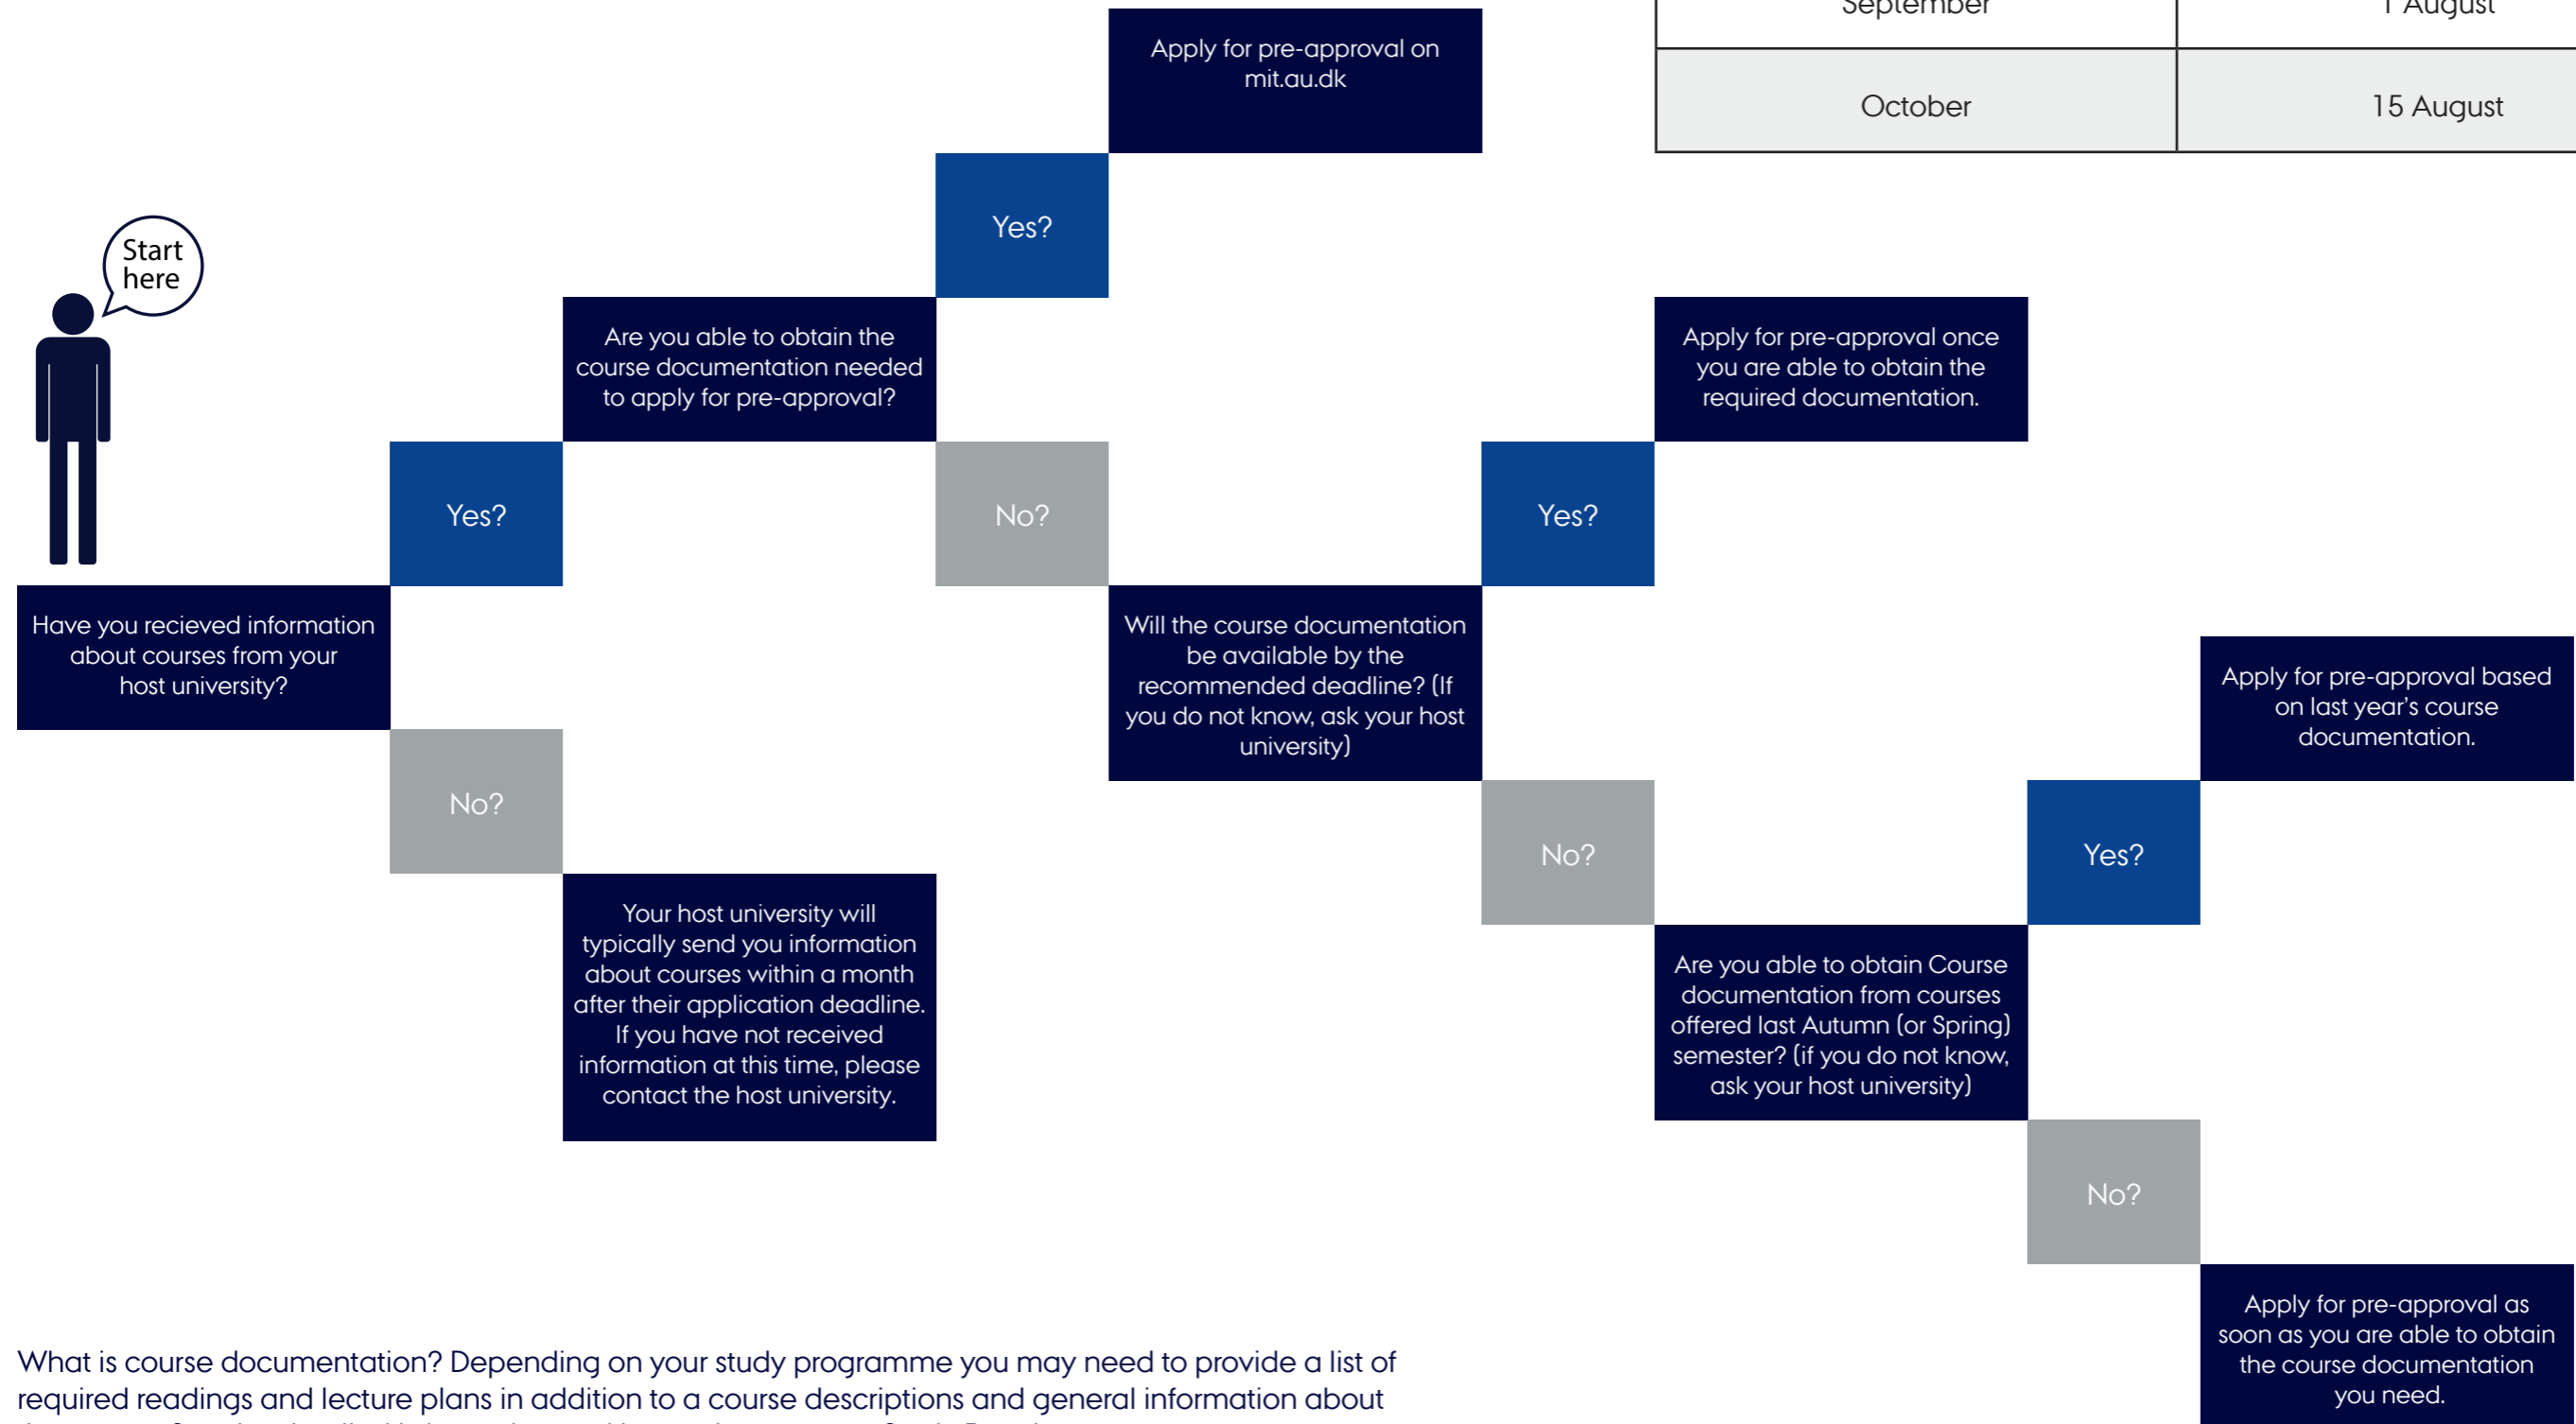 September
1 August
October
15 August
Apply for pre-approval on
mit.au.dk
Yes?
Start
here
Are you able to obtain the
course documentation needed
to apply for pre-approval?
Apply for pre-approval once
you are able to obtain the
required documentation.
Yes?
No?
Yes?
Have you recieved information
about courses from your
host university?
Will the course documentation
be available by the
recommended deadline? (If
you do not know, ask your host
university)
Apply for pre-approval based
on last year's course
documentation.
No?
No?
Yes?
Your host university will
typically send you information
about courses within a month
after their application deadline.
If you have not received
information at this time, please
contact the host university.
Are you able to obtain Course
documentation from courses
offered last Autumn (or Spring)
semester? (if you do not know,
ask your host university)
No?
Apply for pre-approval as
soon as you are able to obtain
the course documentation
you need.
What is course documentation? Depending on your study programme you may need to provide a list of
required readings and lecture plans in addition to a course descriptions and general information about